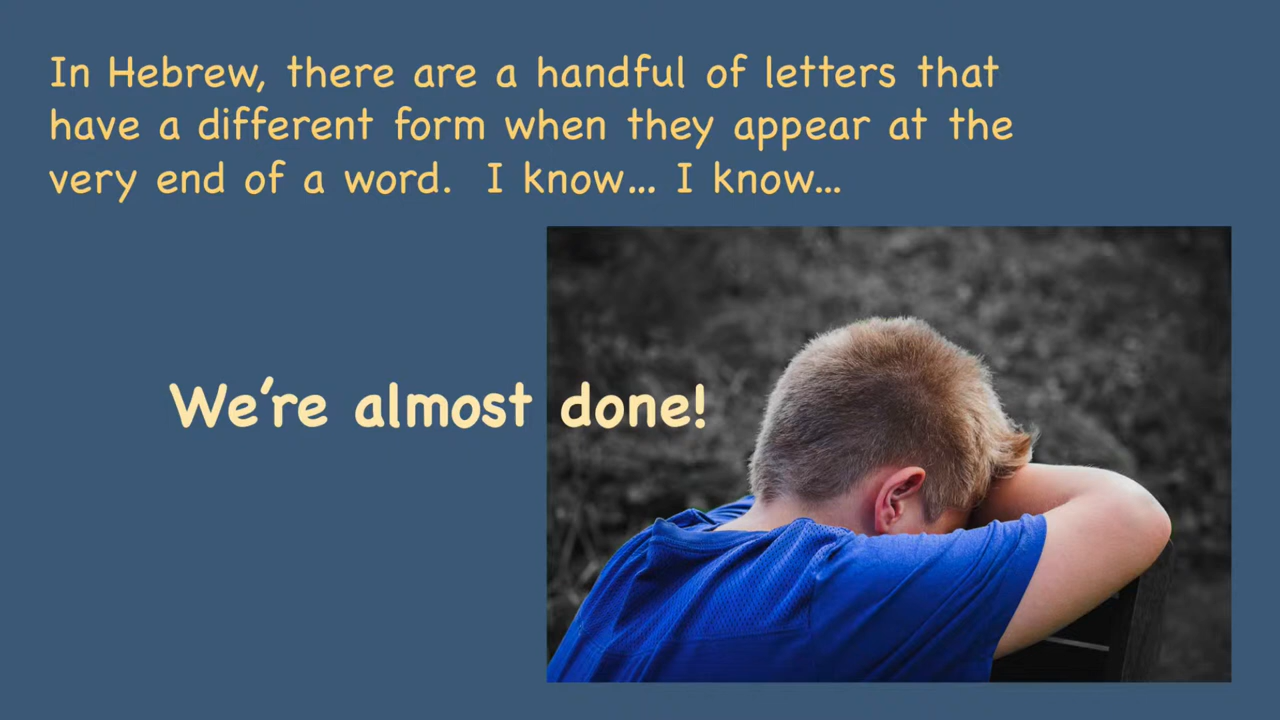 In Hebrew, there are a handful of letters that
have a different form when they appear at the
very end of a word.  I know... I know...
We're almost done!